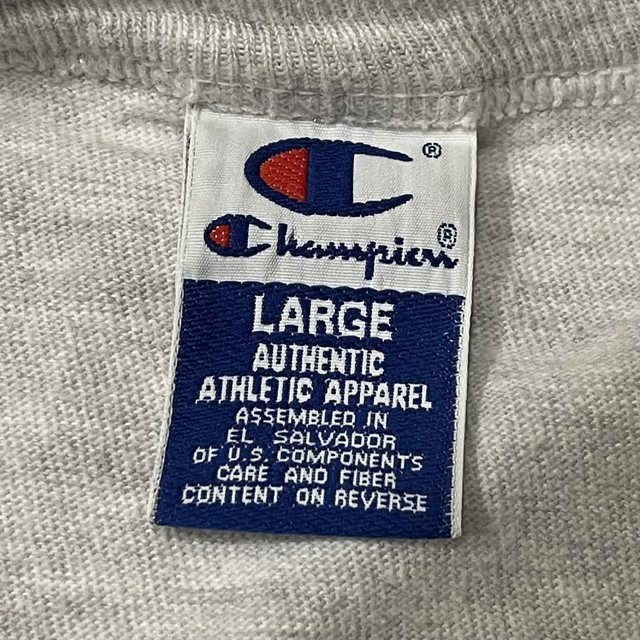 ®
Champion®
LARGE
AUTHENTIC
ATHLETIC APPAREL
ASSEMBLED IN
EL SALVADOR
OF U.S. COMPONENTS
CARE AND FIBER
CONTENT ON REVERSE